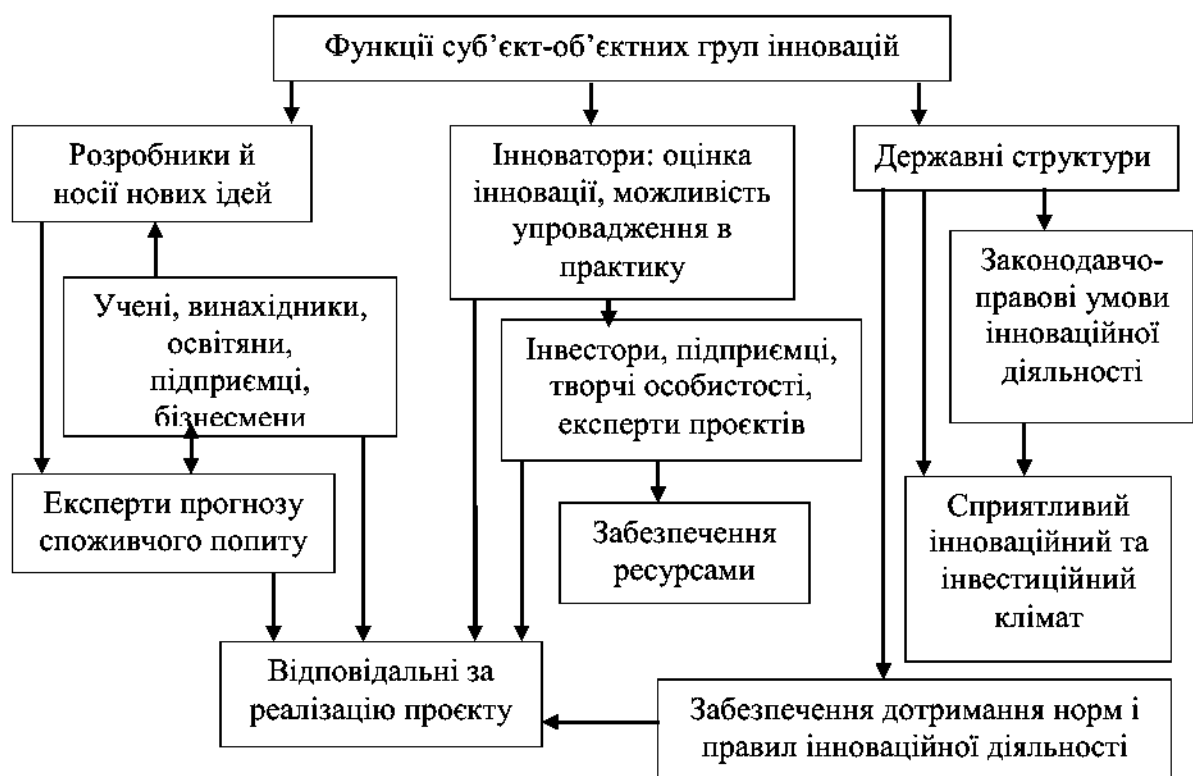 Функції суб’єкт-об’єктних груп інновацій
Розробники й
носії нових ідей
Інноватори: оцінка
інновації, можливість
упровадження в
практику
Державні структури
Законодавчо-
правові умови
інноваційної
діяльності
Учені, винахідники,
освітяни,
підприємці,
бізнесмени
Інвестори, підприємці,
творчі особистості,
експерти проєктів
Експерти прогнозу
споживчого попиту
Забезпечення
ресурсами
Сприятливий
інноваційний та
інвестиційний
клімат
Відповідальні за
реалізацію проєкту
Забезпечення дотримання норм і
правил інноваційної діяльності